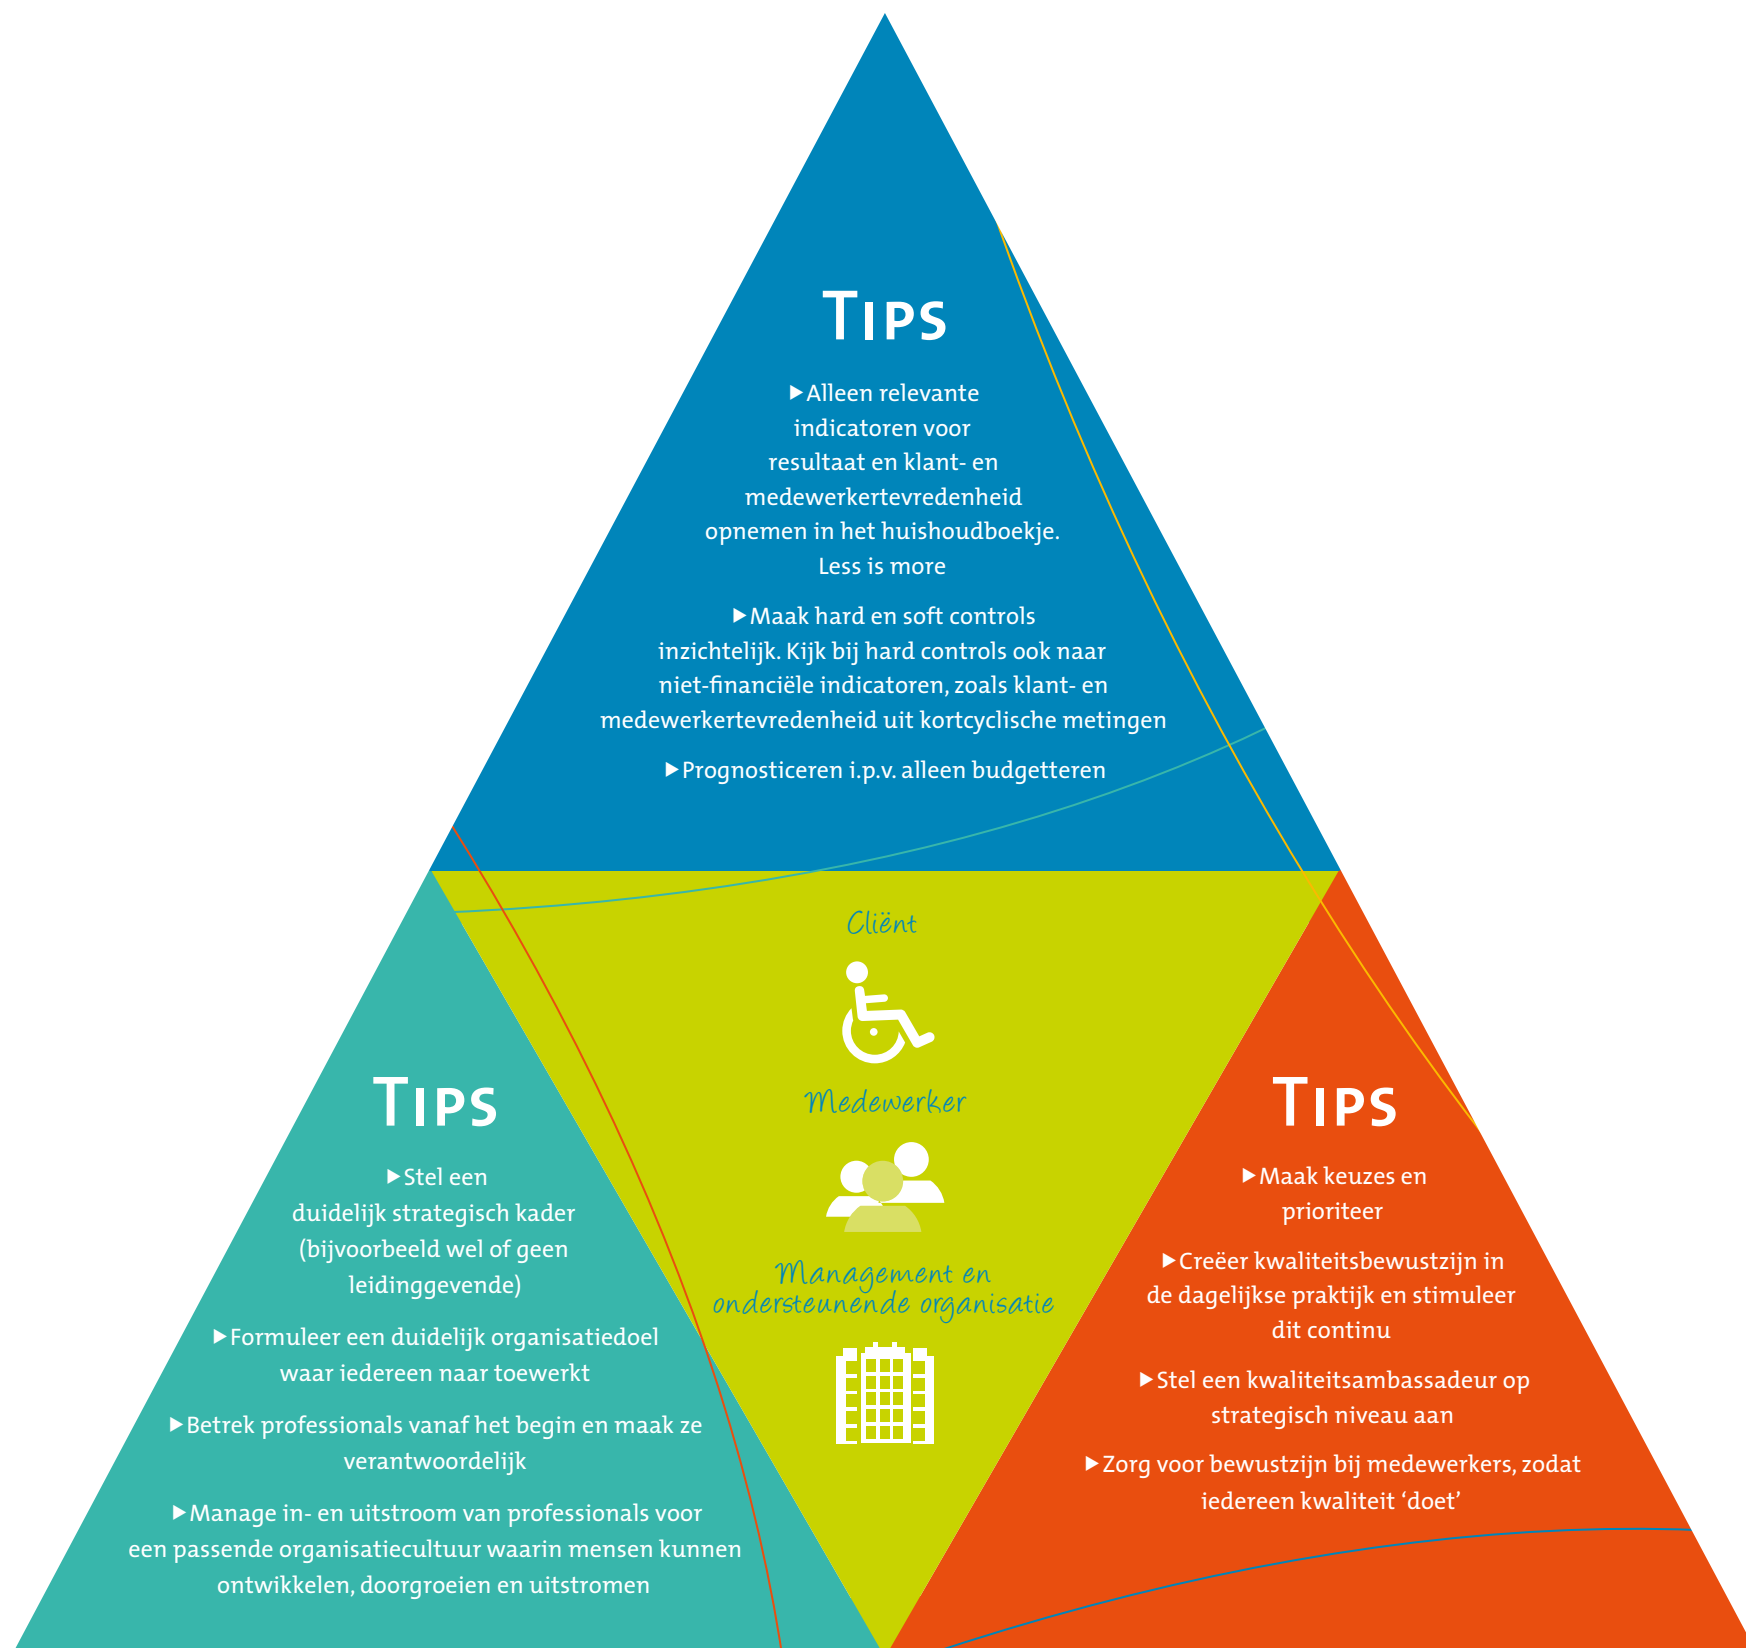 Tips
▶Alleen relevante
indicatoren voor
resultaat en klant- en
medewerkertevredenheid
opnemen in het huishoudboekje.
Less is more
▶Maak hard en soft controls
inzichtelijk. Kijk bij hard controls ook naar
niet-financiële indicatoren, zoals klant- en
medewerkertevredenheid uit kortcyclische metingen
▶Prognosticeren i.p.v. alleen budgetteren
Cliënt
Medewerker
Management en
ondersteunende organisatie
Tips
▶Stel een
duidelijk strategisch kader
(bijvoorbeeld wel of geen
leidinggevende)
▶Formuleer een duidelijk organisatiedoel
waar iedereen naar toewerkt
▶Betrek professionals vanaf het begin en maak ze
verantwoordelijk
▶Manage in- en uitstroom van professionals voor
een passende organisatiecultuur waarin mensen kunnen
ontwikkelen, doorgroeien en uitstromen
Tips
▶Maak keuzes en
prioriteer
▶Creëer kwaliteitsbewustzijn in
de dagelijkse praktijk en stimuleer
dit continu
▶Stel een kwaliteitsambassadeur op
strategisch niveau aan
▶Zorg voor bewustzijn bij medewerkers, zodat
iedereen kwaliteit ‘doet’